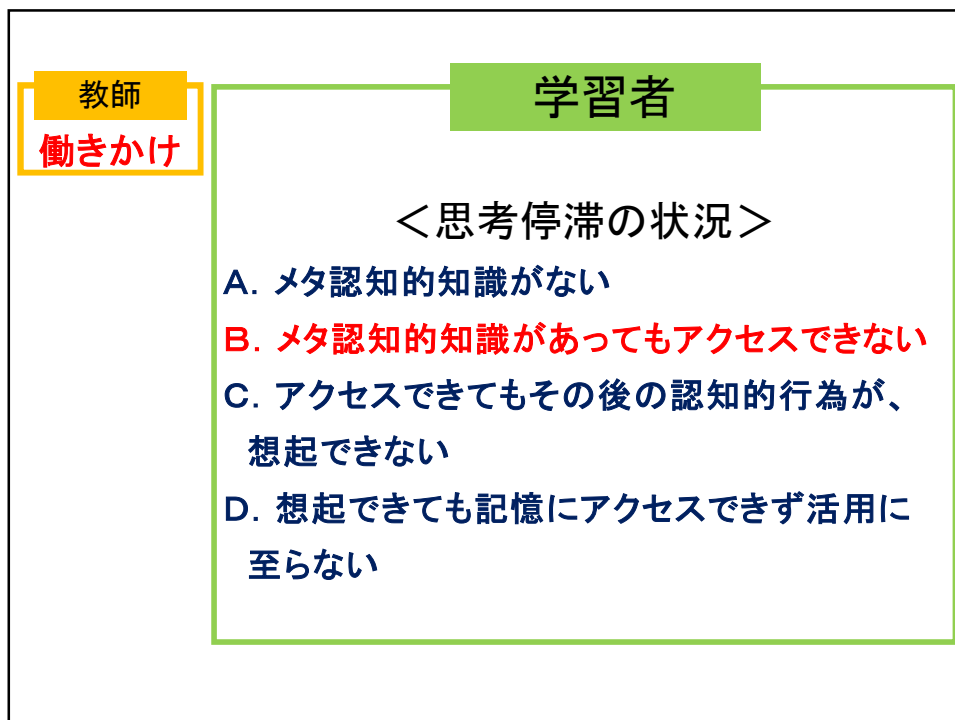 教師
働きかけ
学習者
＜思考停滞の状況＞
A．メタ認知的知識がない
B．メタ認知的知識があってもアクセスできない
C．アクセスできてもその後の認知的行為が、
想起できない
D．想起できても記憶にアクセスできず活用に
至らない